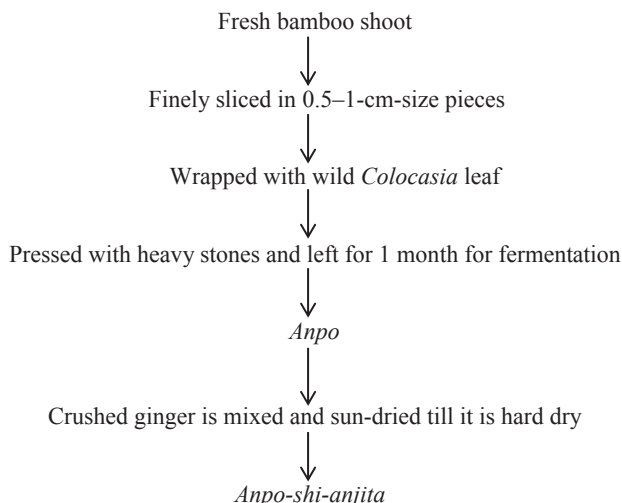 Fresh bamboo shoot
Finely sliced in 0.5–1-cm-size pieces
Wrapped with wild Colocasia leaf
Pressed with heavy stones and left for 1 month for fermentation
Anpo
Crushed ginger is mixed and sun-dried till it is hard dry
Anpo-shi-anjita